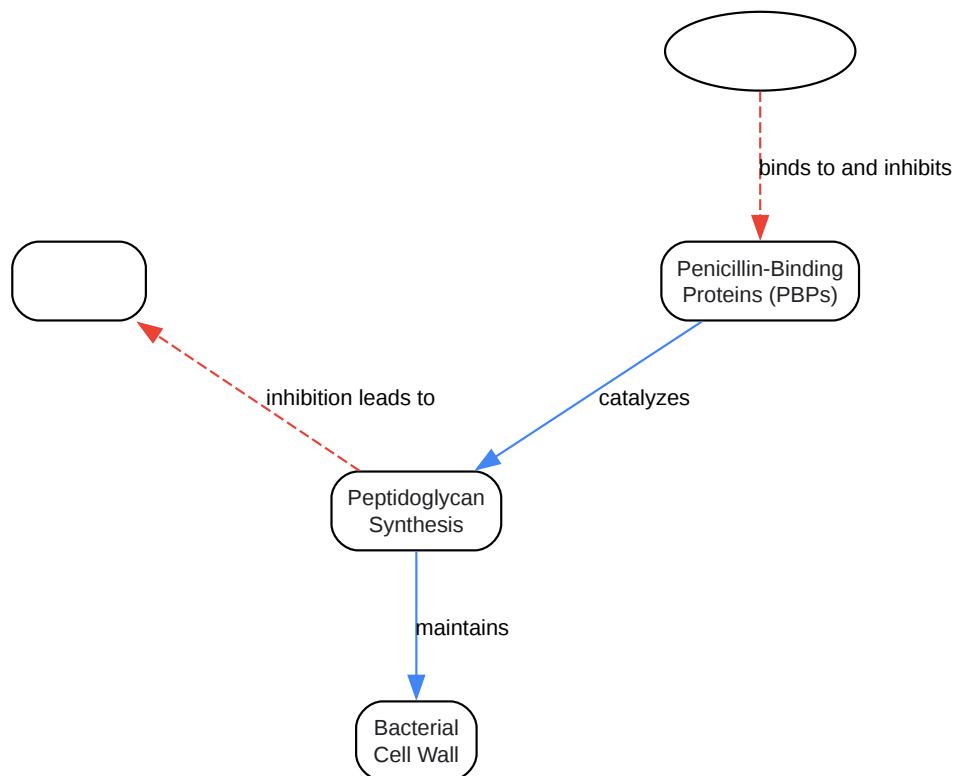 binds to and inhibits
Penicillin-Binding
Proteins (PBPs)
inhibition leads to
catalyzes
Peptidoglycan
Synthesis
maintains
Bacterial
Cell Wall